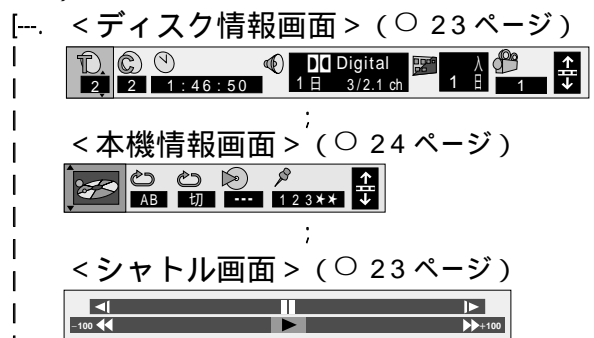 <ディスク情報画面>(○ 23ページ)
T C DD Digital 人
2 2 1:46:50 1日 3/2.1 ch 1 日 1
;
<本機情報画面>(○ 24ページ)
AB 切 --- 123★★
;
<シャトル画面>(○ 23ページ)
−100 +100